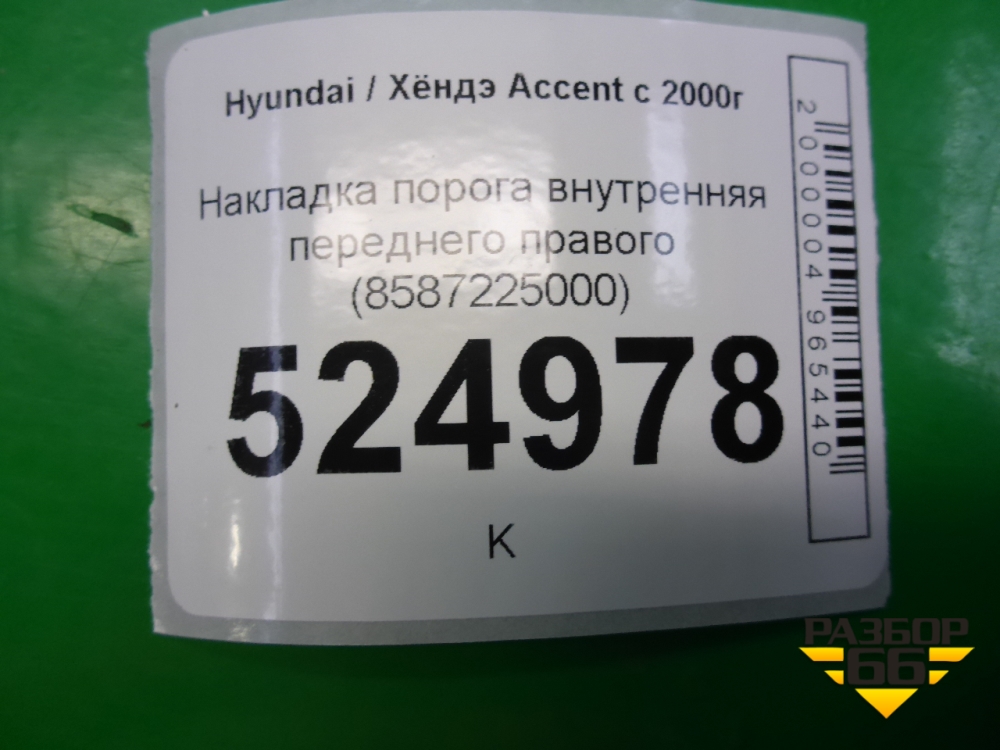 Hyundai / Хёндэ Accent с 2000г
Накладка порога внутренняя
переднего правого
(8587225000)
524978
К
2000004965440
РАЗБОР
66